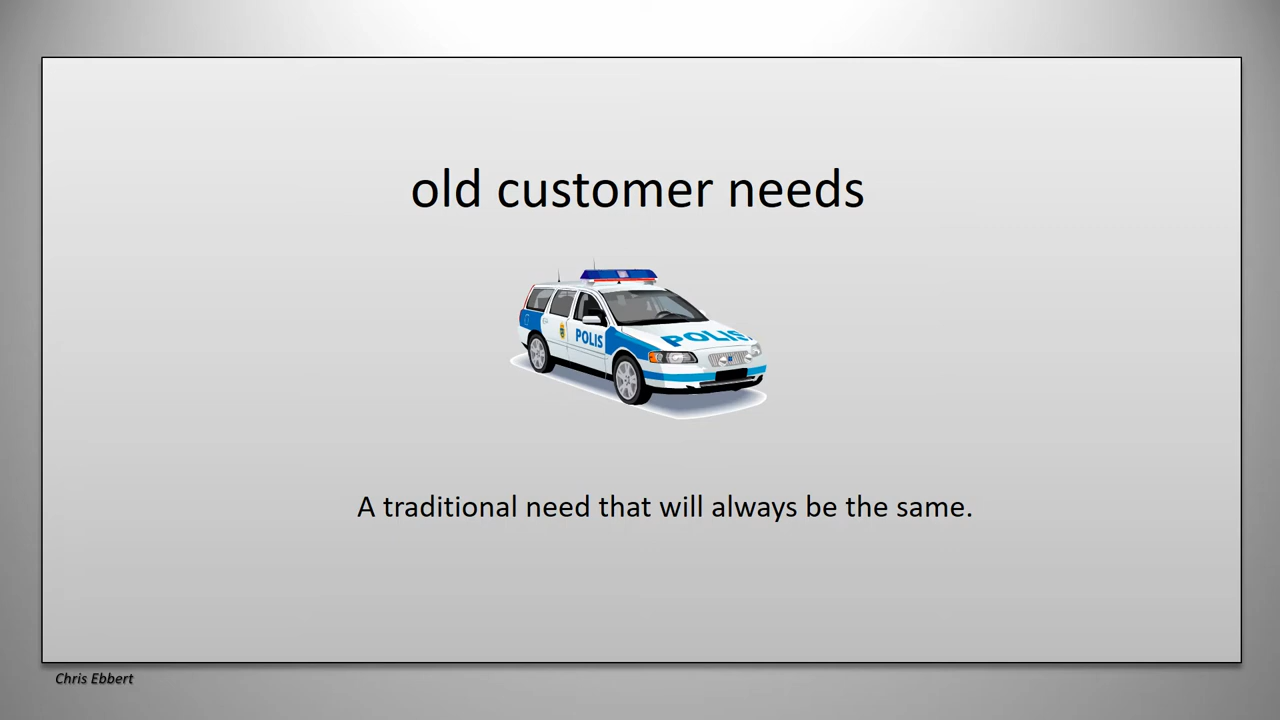 old customer needs
POLIS
POLIS
A traditional need that will always be the same.
Chris Ebbert